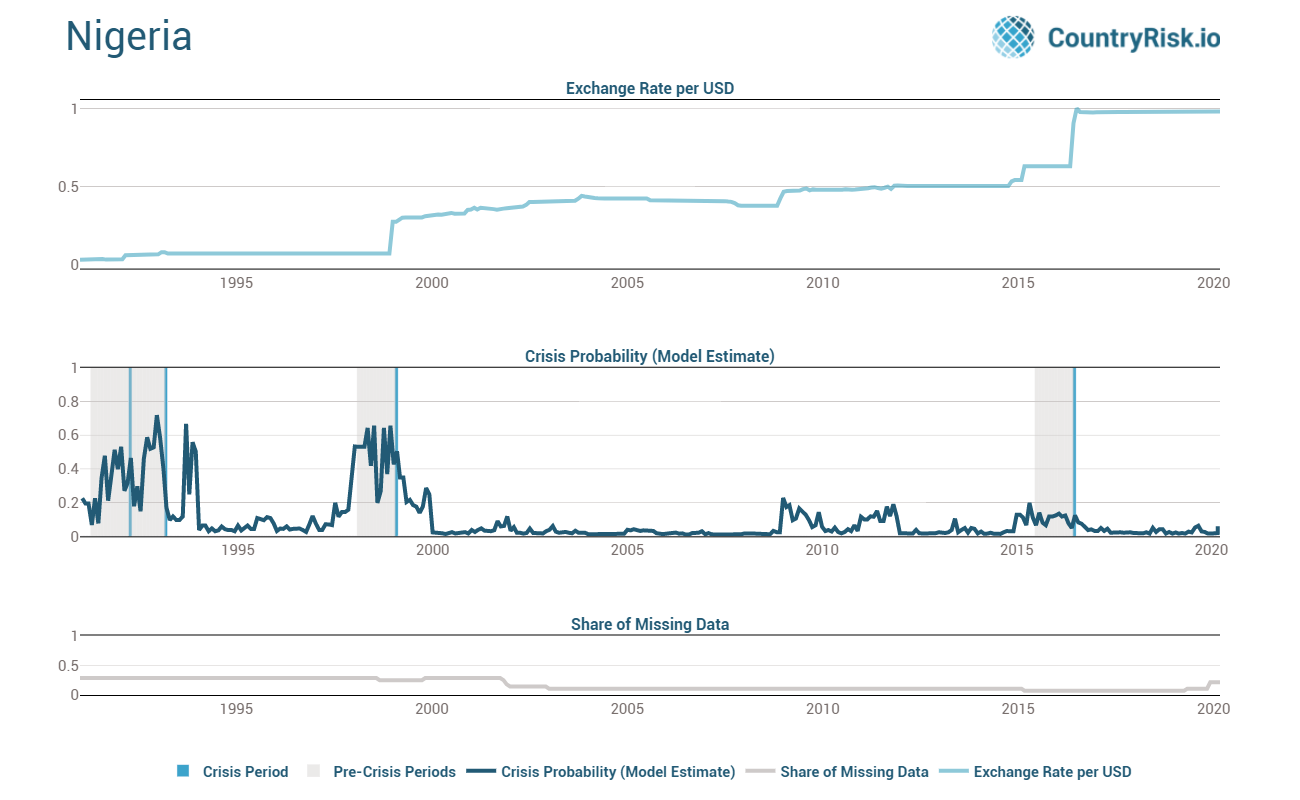 Nigeria
CountryRisk.io
Exchange Rate per USD
1
0.5
0
1995 2000 2005 2010 2015 2020
Crisis Probability (Model Estimate)
1
0.8
0.6
0.4
0.2
0
1995 2000 2005 2010 2015 2020
Share of Missing Data
1
0.5
0
1995 2000 2005 2010 2015 2020
Crisis Period Pre-Crisis Periods Crisis Probability (Model Estimate) Share of Missing Data Exchange Rate per USD